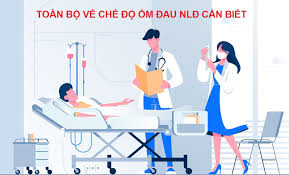 TOÀN BỘ VỀ CHẾ ĐỘ ỐM ĐAU NLĐ CẦN BIẾT